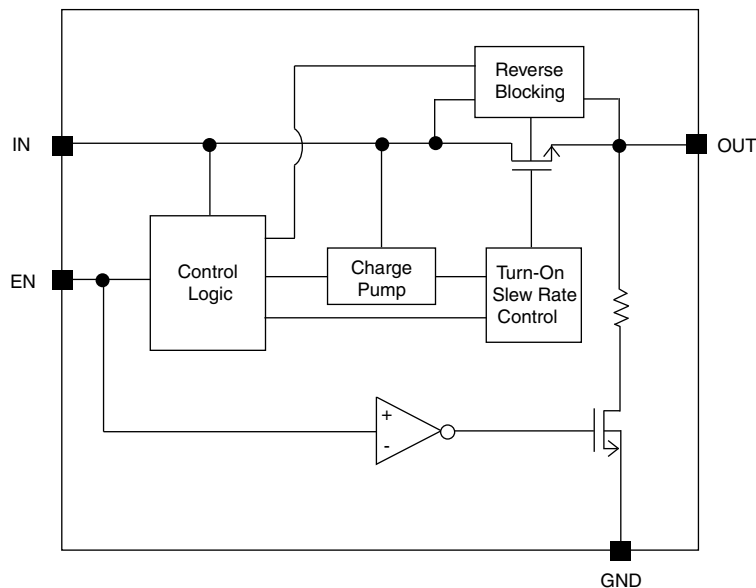 Reverse
Blocking
IN
OUT
EN
Control
Logic
Charge
Pump
Turn-On
Slew Rate
Control
+
-
GND